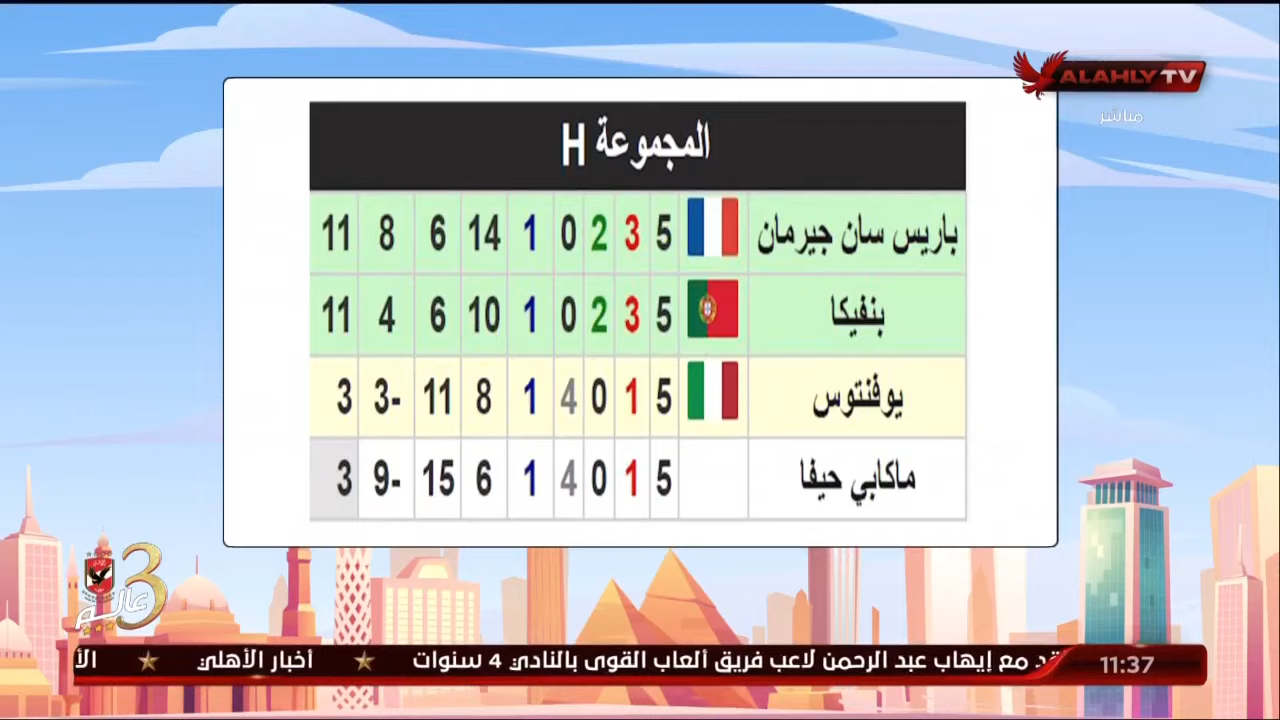 ALAHLY TV
مباشر
المجموعة H
باريس سان جيرمان 5 3 2 0 1 14 6 8 11
بنفيكا 5 3 2 0 1 10 6 4 11
يوفنتوس 5 1 0 4 1 8 11 -3 3
ماكابي حيفا 5 1 0 4 1 6 15 -9 3
3 عالم
قد مع إيهاب عبد الرحمن لاعب فريق ألعاب القوى بالنادي 4 سنوات ★ أخبار الأهلي ★ الأ
11:37